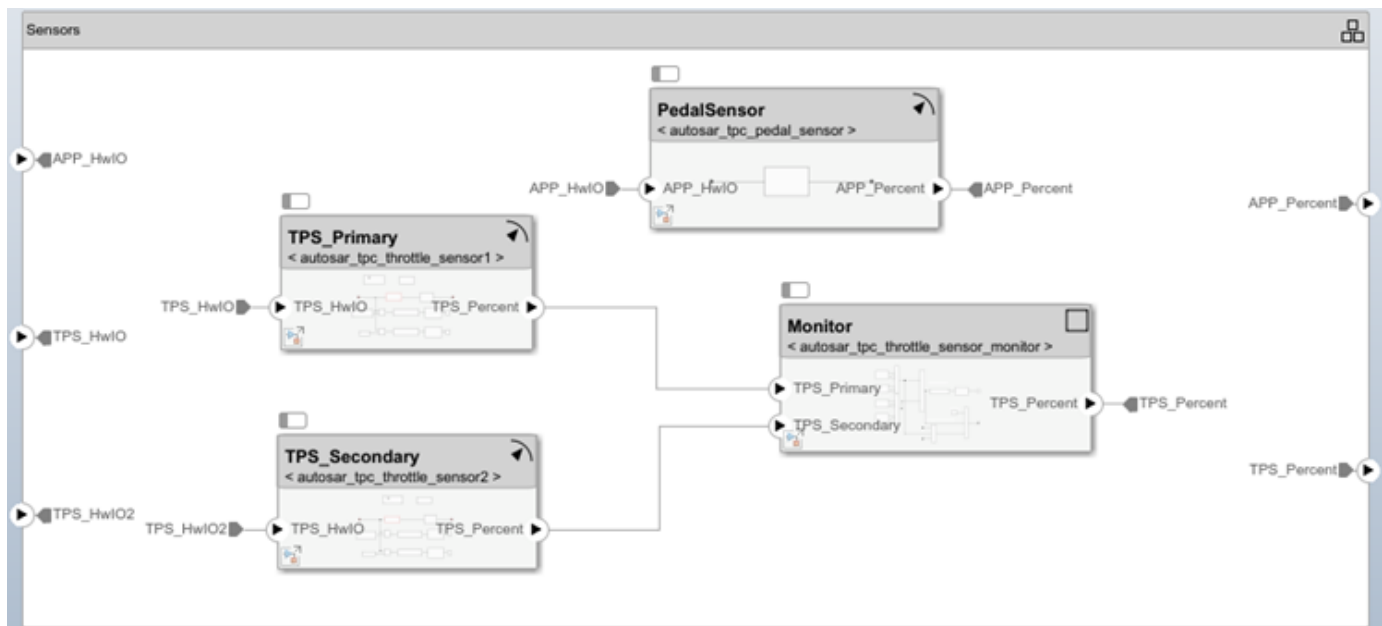 Sensors
APP_HwIO
TPS_HwIO
TPS_HwIO2
PedalSensor
< autosar_tpc_pedal_sensor >
APP_HwIO
APP_HwIO
APP_Percent
APP_Percent
APP_Percent
TPS_Primary
< autosar_tpc_throttle_sensor1 >
TPS_HwIO
TPS_HwIO
TPS_Percent
Monitor
< autosar_tpc_throttle_sensor_monitor >
TPS_Primary
TPS_Secondary
TPS_Percent
TPS_Percent
TPS_Percent
TPS_Secondary
< autosar_tpc_throttle_sensor2 >
TPS_HwIO2
TPS_HwIO
TPS_Percent